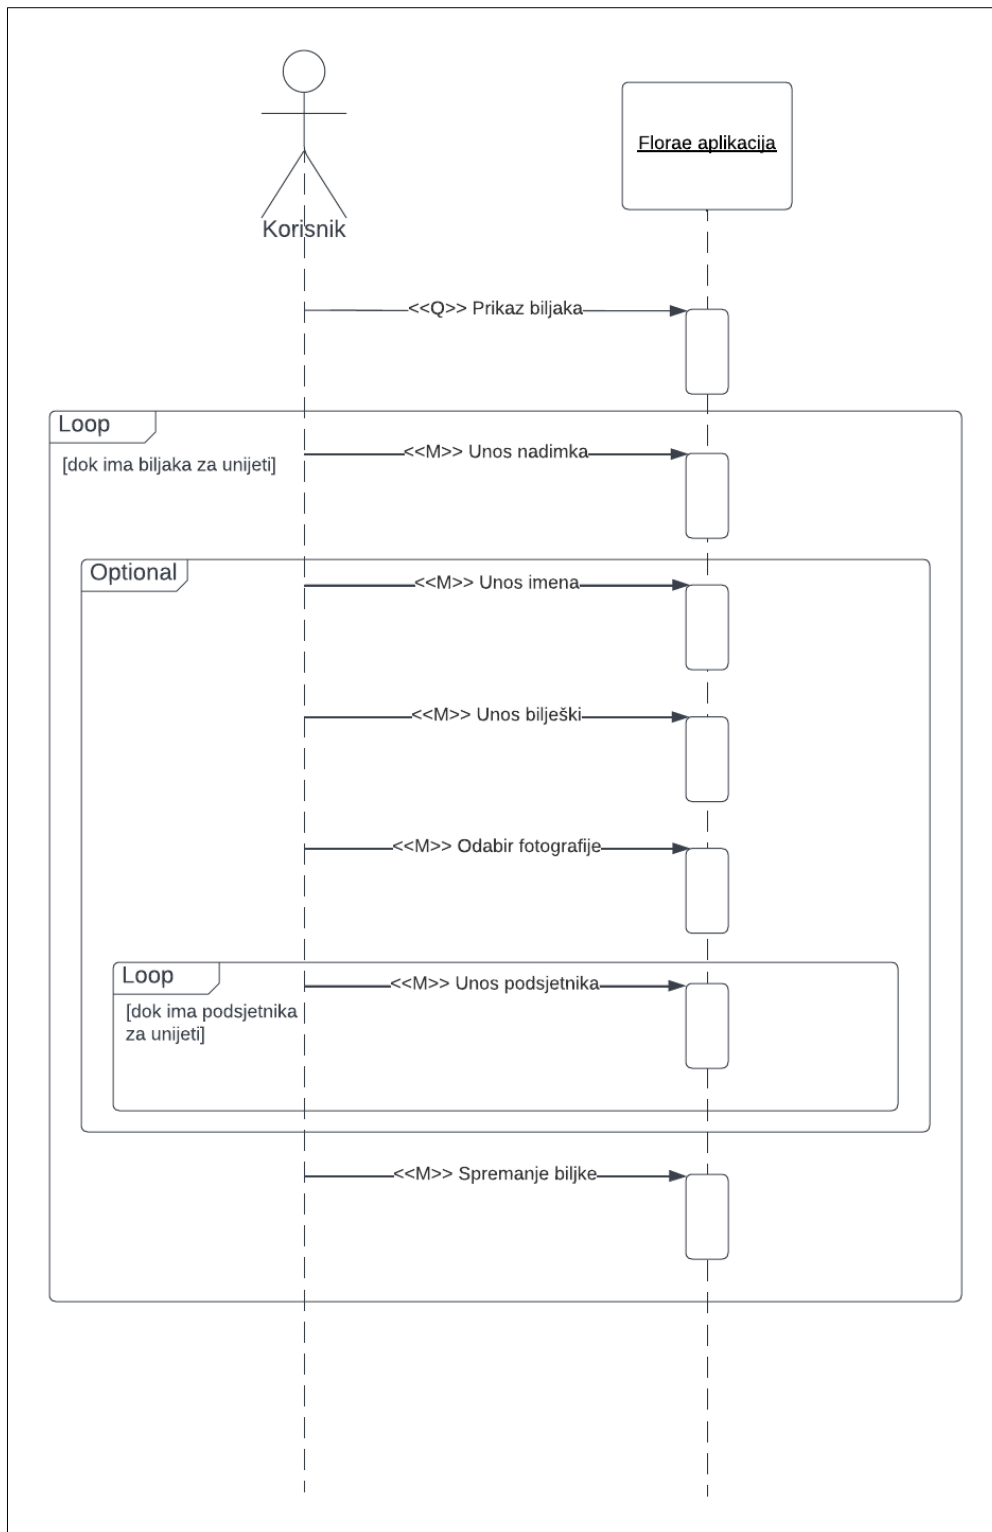 Florae aplikacija
Korisnik
<<Q>> Prikaz biljaka
Loop
[dok ima biljaka za unijeti]
<<M>> Unos nadimka
Optional
<<M>> Unos imena
<<M>> Unos bilješki
<<M>> Odabir fotografije
Loop
[dok ima podsjetnika
za unijeti]
<<M>> Unos podsjetnika
<<M>> Spremanje biljke